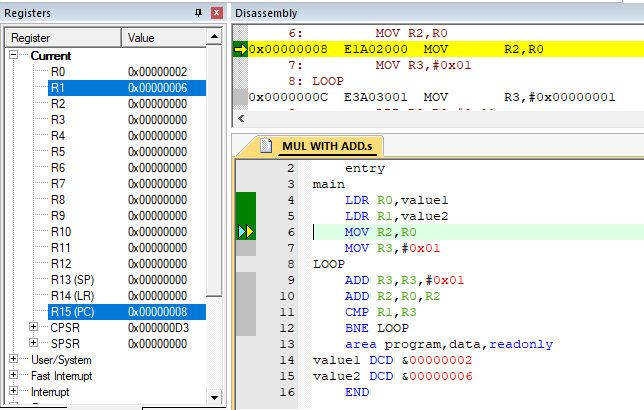 Registers
Register Value
Current
R0 0x00000002
R1 0x00000006
R2 0x00000000
R3 0x00000000
R4 0x00000000
R5 0x00000000
R6 0x00000000
R7 0x00000000
R8 0x00000000
R9 0x00000000
R10 0x00000000
R11 0x00000000
R12 0x00000000
R13 (SP) 0x00000000
R14 (LR) 0x00000000
R15 (PC) 0x00000008
CPSR 0x000000D3
SPSR 0x00000000
User/System
Fast Interrupt
Interrupt
Disassembly
6: MOV R2,R0
0x00000008 E1A02000 MOV R2,R0
7: MOV R3,#0x01
8: LOOP
0x0000000C E3A03001 MOV R3,#0x00000001
MUL WITH ADD.s
2 entry
3 main
4 LDR R0,value1
5 LDR R1,value2
6 MOV R2,R0
7 MOV R3,#0x01
8 LOOP
9 ADD R3,R3,#0x01
10 ADD R2,R0,R2
11 CMP R1,R3
12 BNE LOOP
13 area program,data,readonly
14 value1 DCD &00000002
15 value2 DCD &00000006
16 END